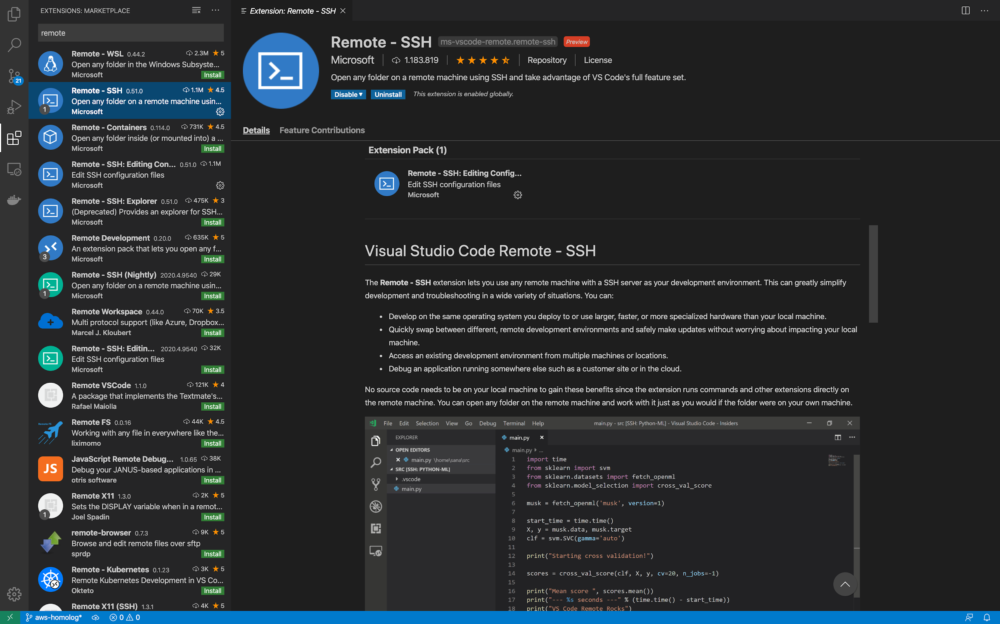 EXTENSIONS: MARKETPLACE
remote
Remote - WSL 0.44.2 2.3M ★ 5
Open any folder in the Windows Subsyste...
Microsoft Install
Remote - SSH 0.51.0 1.1M ★ 4.5
Open any folder on a remote machine usin...
1
Microsoft
Remote - Containers 0.114.0 731K ★ 4.5
Open any folder inside (or mounted into) a ...
Microsoft Install
Remote - SSH: Editing Con... 0.51.0 1.1M
Edit SSH configuration files
Microsoft
Remote - SSH: Explorer 0.51.0 475K ★ 3
(Deprecated) Provides an explorer for SSH...
Microsoft Install
Remote Development 0.20.0 635K ★ 5
An extension pack that lets you open any f...
3
Microsoft Install
Remote - SSH (Nightly) 2020.4.9540 29K
Open any folder on a remote machine usin...
1
Microsoft Install
Remote Workspace 0.44.0 70K ★ 3.5
Multi protocol support (like Azure, Dropbox...
Marcel J. Kloubert Install
Remote - SSH: Editin... 2020.4.9540 32K
Edit SSH configuration files
Microsoft Install
Remote VSCode 1.1.0 121K ★ 4
A package that implements the Textmate's...
Rafael Maiolla Install
Remote FS
Remote FS 0.0.16 44K ★ 4.5
Working with any file in everywhere like the...
liximomo Install
JS
JavaScript Remote Debug... 1.0.65 38K
Debug your JANUS-based applications in ...
otris software Install
Remote X11 1.3.0 2K ★ 5
Sets the DISPLAY variable when in a remot...
1
Joel Spadin Install
remote-browser 0.7.3 9K ★ 5
Browse and edit remote files over sftp
sprdp Install
Remote - Kubernetes 0.1.23 3K ★ 5
Remote Kubernetes Development in VS Co...
Okteto Install
Remote X11 (SSH) 1.3.1 4K ★ 5
21
Extension: Remote - SSH
Remote - SSH ms-vscode-remote.remote-ssh Preview
Microsoft 1.183.819 Repository License
Open any folder on a remote machine using SSH and take advantage of VS Code's full feature set.
Disable Uninstall This extension is enabled globally.
Details Feature Contributions
Extension Pack (1)
Remote - SSH: Editing Config...
Edit SSH configuration files
Microsoft
Visual Studio Code Remote - SSH
The Remote - SSH extension lets you use any remote machine with a SSH server as your development environment. This can greatly simplify
development and troubleshooting in a wide variety of situations. You can:
• Develop on the same operating system you deploy to or use larger, faster, or more specialized hardware than your local machine.
• Quickly swap between different, remote development environments and safely make updates without worrying about impacting your local
machine.
• Access an existing development environment from multiple machines or locations.
• Debug an application running somewhere else such as a customer site or in the cloud.
No source code needs to be on your local machine to gain these benefits since the extension runs commands and other extensions directly on
the remote machine. You can open any folder on the remote machine and work with it just as you would if the folder were on your own machine.
File Edit Selection View Go Debug Terminal Help main.py - src [SSH: Python-ML] - Visual Studio Code - Insiders
EXPLORER
OPEN EDITORS
main.py \home\sana\src
SRC [SSH: PYTHON-ML]
.vscode
main.py
main.py
main.py ...
1 import time
2 from sklearn import svm
3 from sklearn.datasets import fetch_openml
4 from sklearn.model_selection import cross_val_score
5
6 musk = fetch_openml('musk', version=1)
7
8 start_time = time.time()
9 X, y = musk.data, musk.target
10 clf = svm.SVC(gamma='auto')
11
12 print("Starting cross validation!")
13
14 scores = cross_val_score(clf, X, y, cv=20, n_jobs=-1)
15
16 print("Mean score ", scores.mean())
17 print("--- %s seconds ---" % (time.time() - start_time))
18 print("VS Code Remote Rocks")
aws-homolog* 0 0